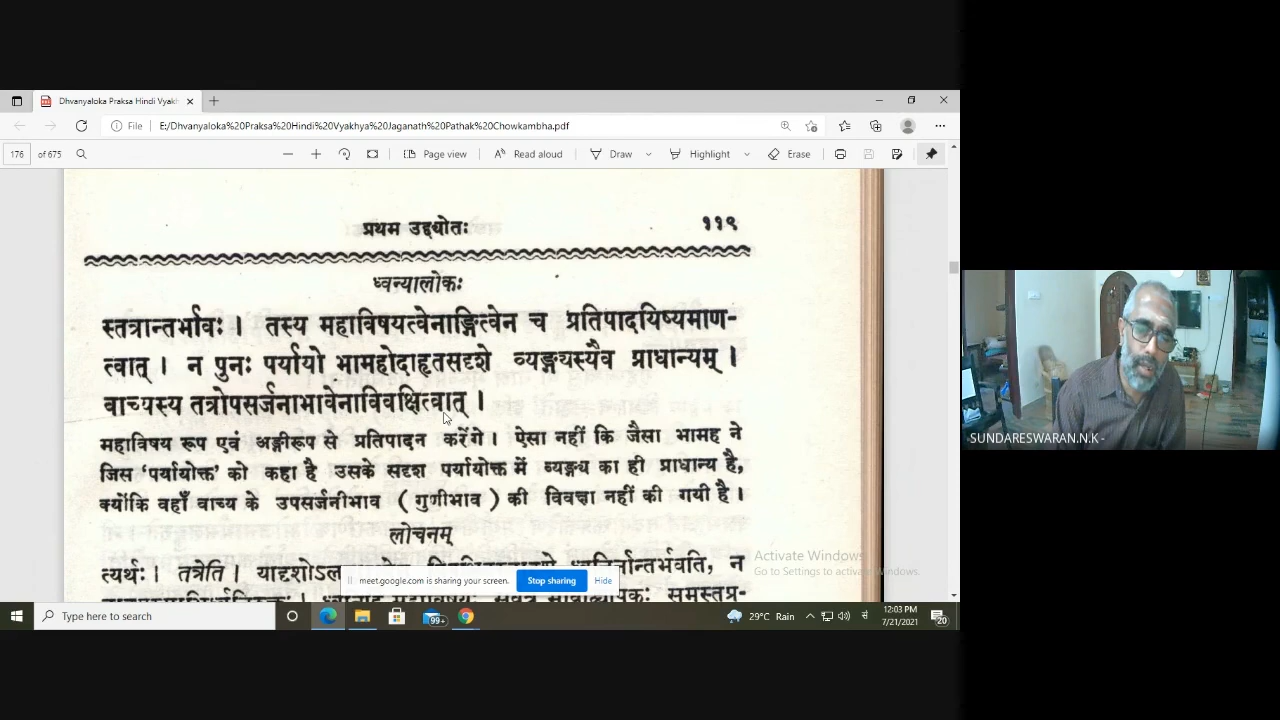 Dhvanyaloka Praksa Hindi Vyakh
File E:/Dhvanyaloka%20Praksa%20Hindi%20Vyakhya%20Jaganath%20Pathak%20Chowkambha.pdf
176 of 675 Page view Read aloud Draw Highlight Erase
प्रथम उद्द्योतः ११९
ध्वन्यालोकः
स्तत्रान्तर्भावः। तस्य महाविषयत्वेनाङ्गित्वेन च प्रतिपादयिष्यमाण-
त्वात्। न पुनः पर्यायो भामहोदाहृतसदृशे व्यङ्ग्यस्यैव प्राधान्यम्।
वाच्यस्य तत्रोपसर्जनाभावेनाविवक्षित्वात्।
महाविषय रूप एवं अङ्गीरूप से प्रतिपादन करेंगे। ऐसा नहीं कि जैसा भामह ने
जिस 'पर्यायोक्त' को कहा है उसके सदृश पर्यायोक्त में व्यङ्ग्य का ही प्राधान्य है,
क्योंकि वहाँ वाच्य के उपसर्जनीभाव (गुणीभाव) की विवक्षा नहीं की गयी है।
लोचनम्
त्यर्थः। तत्रेति।
meet.google.com is sharing your screen. Stop sharing Hide
Activate Windows
Go to Settings to activate Windows.
SUNDARESWARAN.N.K -
Type here to search
99+
29°C Rain
12:03 PM
7/21/2021
20